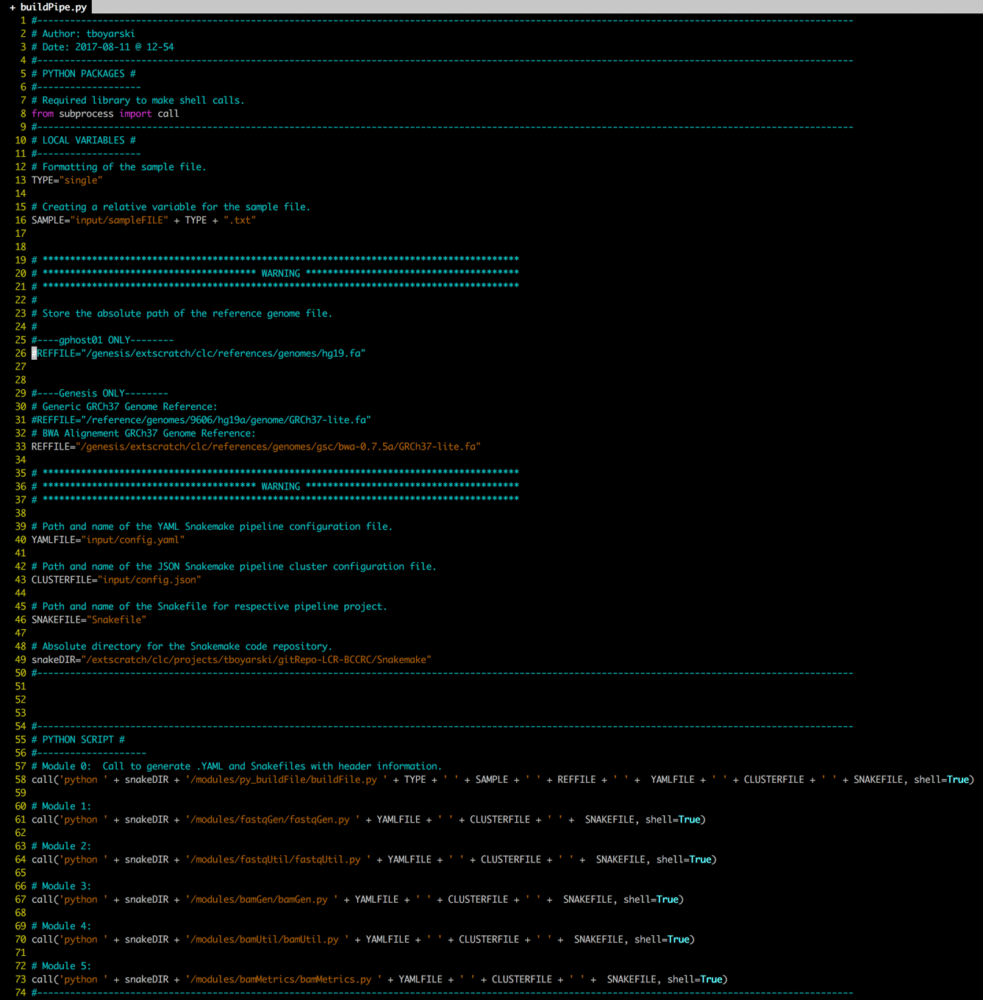 + buildPipe.py
1 #-----------------------------------------------------------------------------------------------------------------------------------------------------
2 # Author: tboyarski
3 # Date: 2017-08-11 @ 12-54
4 #-----------------------------------------------------------------------------------------------------------------------------------------------------
5 # PYTHON PACKAGES #
6 #-------------------
7 # Required library to make shell calls.
8 from subprocess import call
9 #-----------------------------------------------------------------------------------------------------------------------------------------------------
10 # LOCAL VARIABLES #
11 #-------------------
12 # Formatting of the sample file.
13 TYPE="single"
14
15 # Creating a relative variable for the sample file.
16 SAMPLE="input/sampleFILE" + TYPE + ".txt"
17
18
19 # ***************************************************************************************
20 # *************************************** WARNING ***************************************
21 # ***************************************************************************************
22 #
23 # Store the absolute path of the reference genome file.
24 #
25 #----gphost01 ONLY--------
26 #REFFILE="/genesis/extscratch/clc/references/genomes/hg19.fa"
27
28
29 #----Genesis ONLY--------
30 # Generic GRCh37 Genome Reference:
31 #REFFILE="/reference/genomes/9606/hg19a/genome/GRCh37-lite.fa"
32 # BWA Alignement GRCh37 Genome Reference:
33 REFFILE="/genesis/extscratch/clc/references/genomes/gsc/bwa-0.7.5a/GRCh37-lite.fa"
34
35 # ***************************************************************************************
36 # *************************************** WARNING ***************************************
37 # ***************************************************************************************
38
39 # Path and name of the YAML Snakemake pipeline configuration file.
40 YAMLFILE="input/config.yaml"
41
42 # Path and name of the JSON Snakemake pipeline cluster configuration file.
43 CLUSTERFILE="input/config.json"
44
45 # Path and name of the Snakefile for respective pipeline project.
46 SNAKEFILE="Snakefile"
47
48 # Absolute directory for the Snakemake code repository.
49 snakeDIR="/extscratch/clc/projects/tboyarski/gitRepo-LCR-BCCRC/Snakemake"
50 #-----------------------------------------------------------------------------------------------------------------------------------------------------
51
52
53
54 #-----------------------------------------------------------------------------------------------------------------------------------------------------
55 # PYTHON SCRIPT #
56 #--------------------
57 # Module 0:  Call to generate .YAML and Snakefiles with header information.
58 call('python ' + snakeDIR + '/modules/py_buildFile/buildFile.py ' + TYPE + ' ' + SAMPLE + ' ' + REFFILE + ' ' +  YAMLFILE + ' ' + CLUSTERFILE + ' ' + SNAKEFILE, shell=True)
59
60 # Module 1:
61 call('python ' + snakeDIR + '/modules/fastqGen/fastqGen.py ' + YAMLFILE + ' ' + CLUSTERFILE + ' ' +  SNAKEFILE, shell=True)
62
63 # Module 2:
64 call('python ' + snakeDIR + '/modules/fastqUtil/fastqUtil.py ' + YAMLFILE + ' ' + CLUSTERFILE + ' ' +  SNAKEFILE, shell=True)
65
66 # Module 3:
67 call('python ' + snakeDIR + '/modules/bamGen/bamGen.py ' + YAMLFILE + ' ' + CLUSTERFILE + ' ' +  SNAKEFILE, shell=True)
68
69 # Module 4:
70 call('python ' + snakeDIR + '/modules/bamUtil/bamUtil.py ' + YAMLFILE + ' ' + CLUSTERFILE + ' ' +  SNAKEFILE, shell=True)
71
72 # Module 5:
73 call('python ' + snakeDIR + '/modules/bamMetrics/bamMetrics.py ' + YAMLFILE + ' ' + CLUSTERFILE + ' ' +  SNAKEFILE, shell=True)
74 #-----------------------------------------------------------------------------------------------------------------------------------------------------